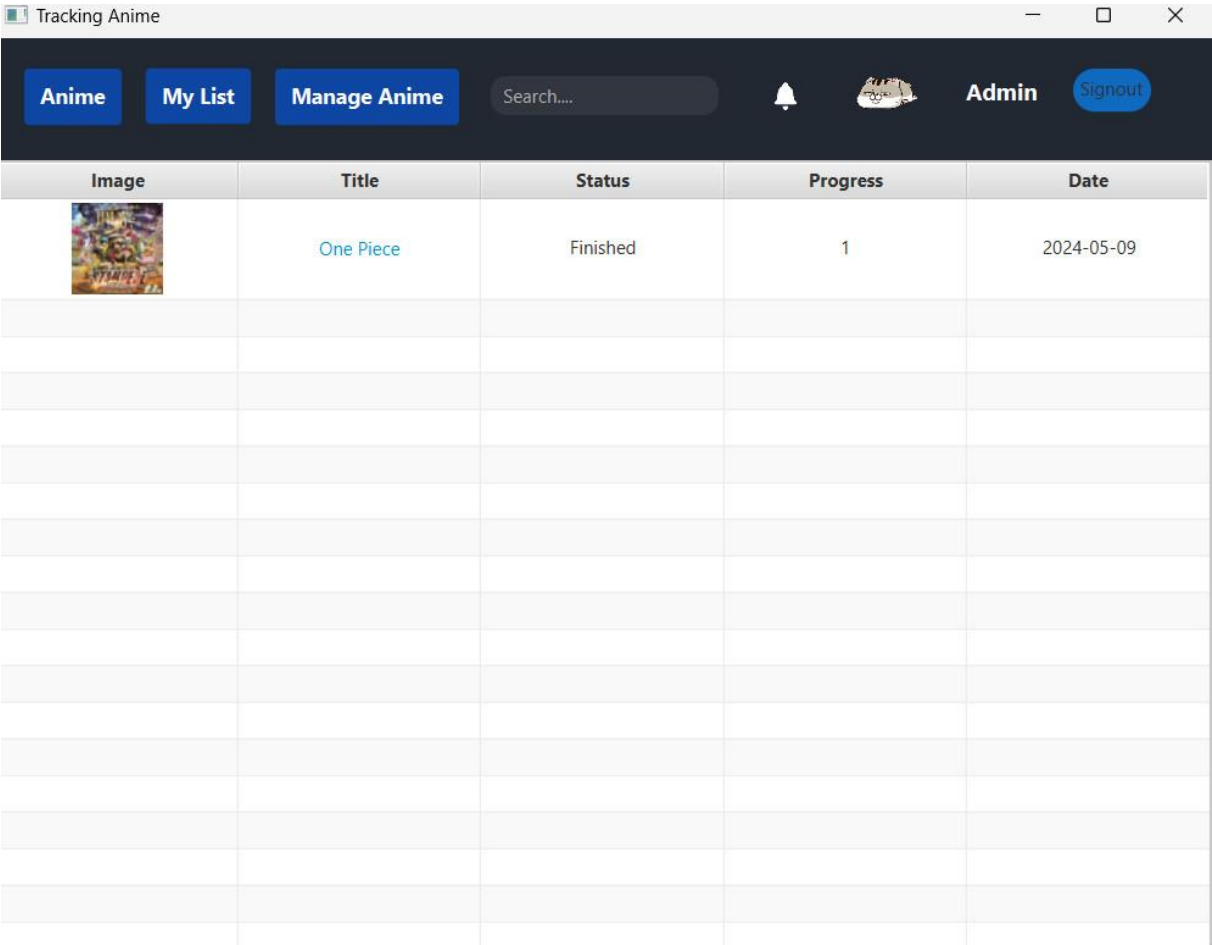 Tracking Anime
Anime My List Manage Anime Search.... Admin Signout
Image Title Status Progress Date
One Piece Finished 1 2024-05-09